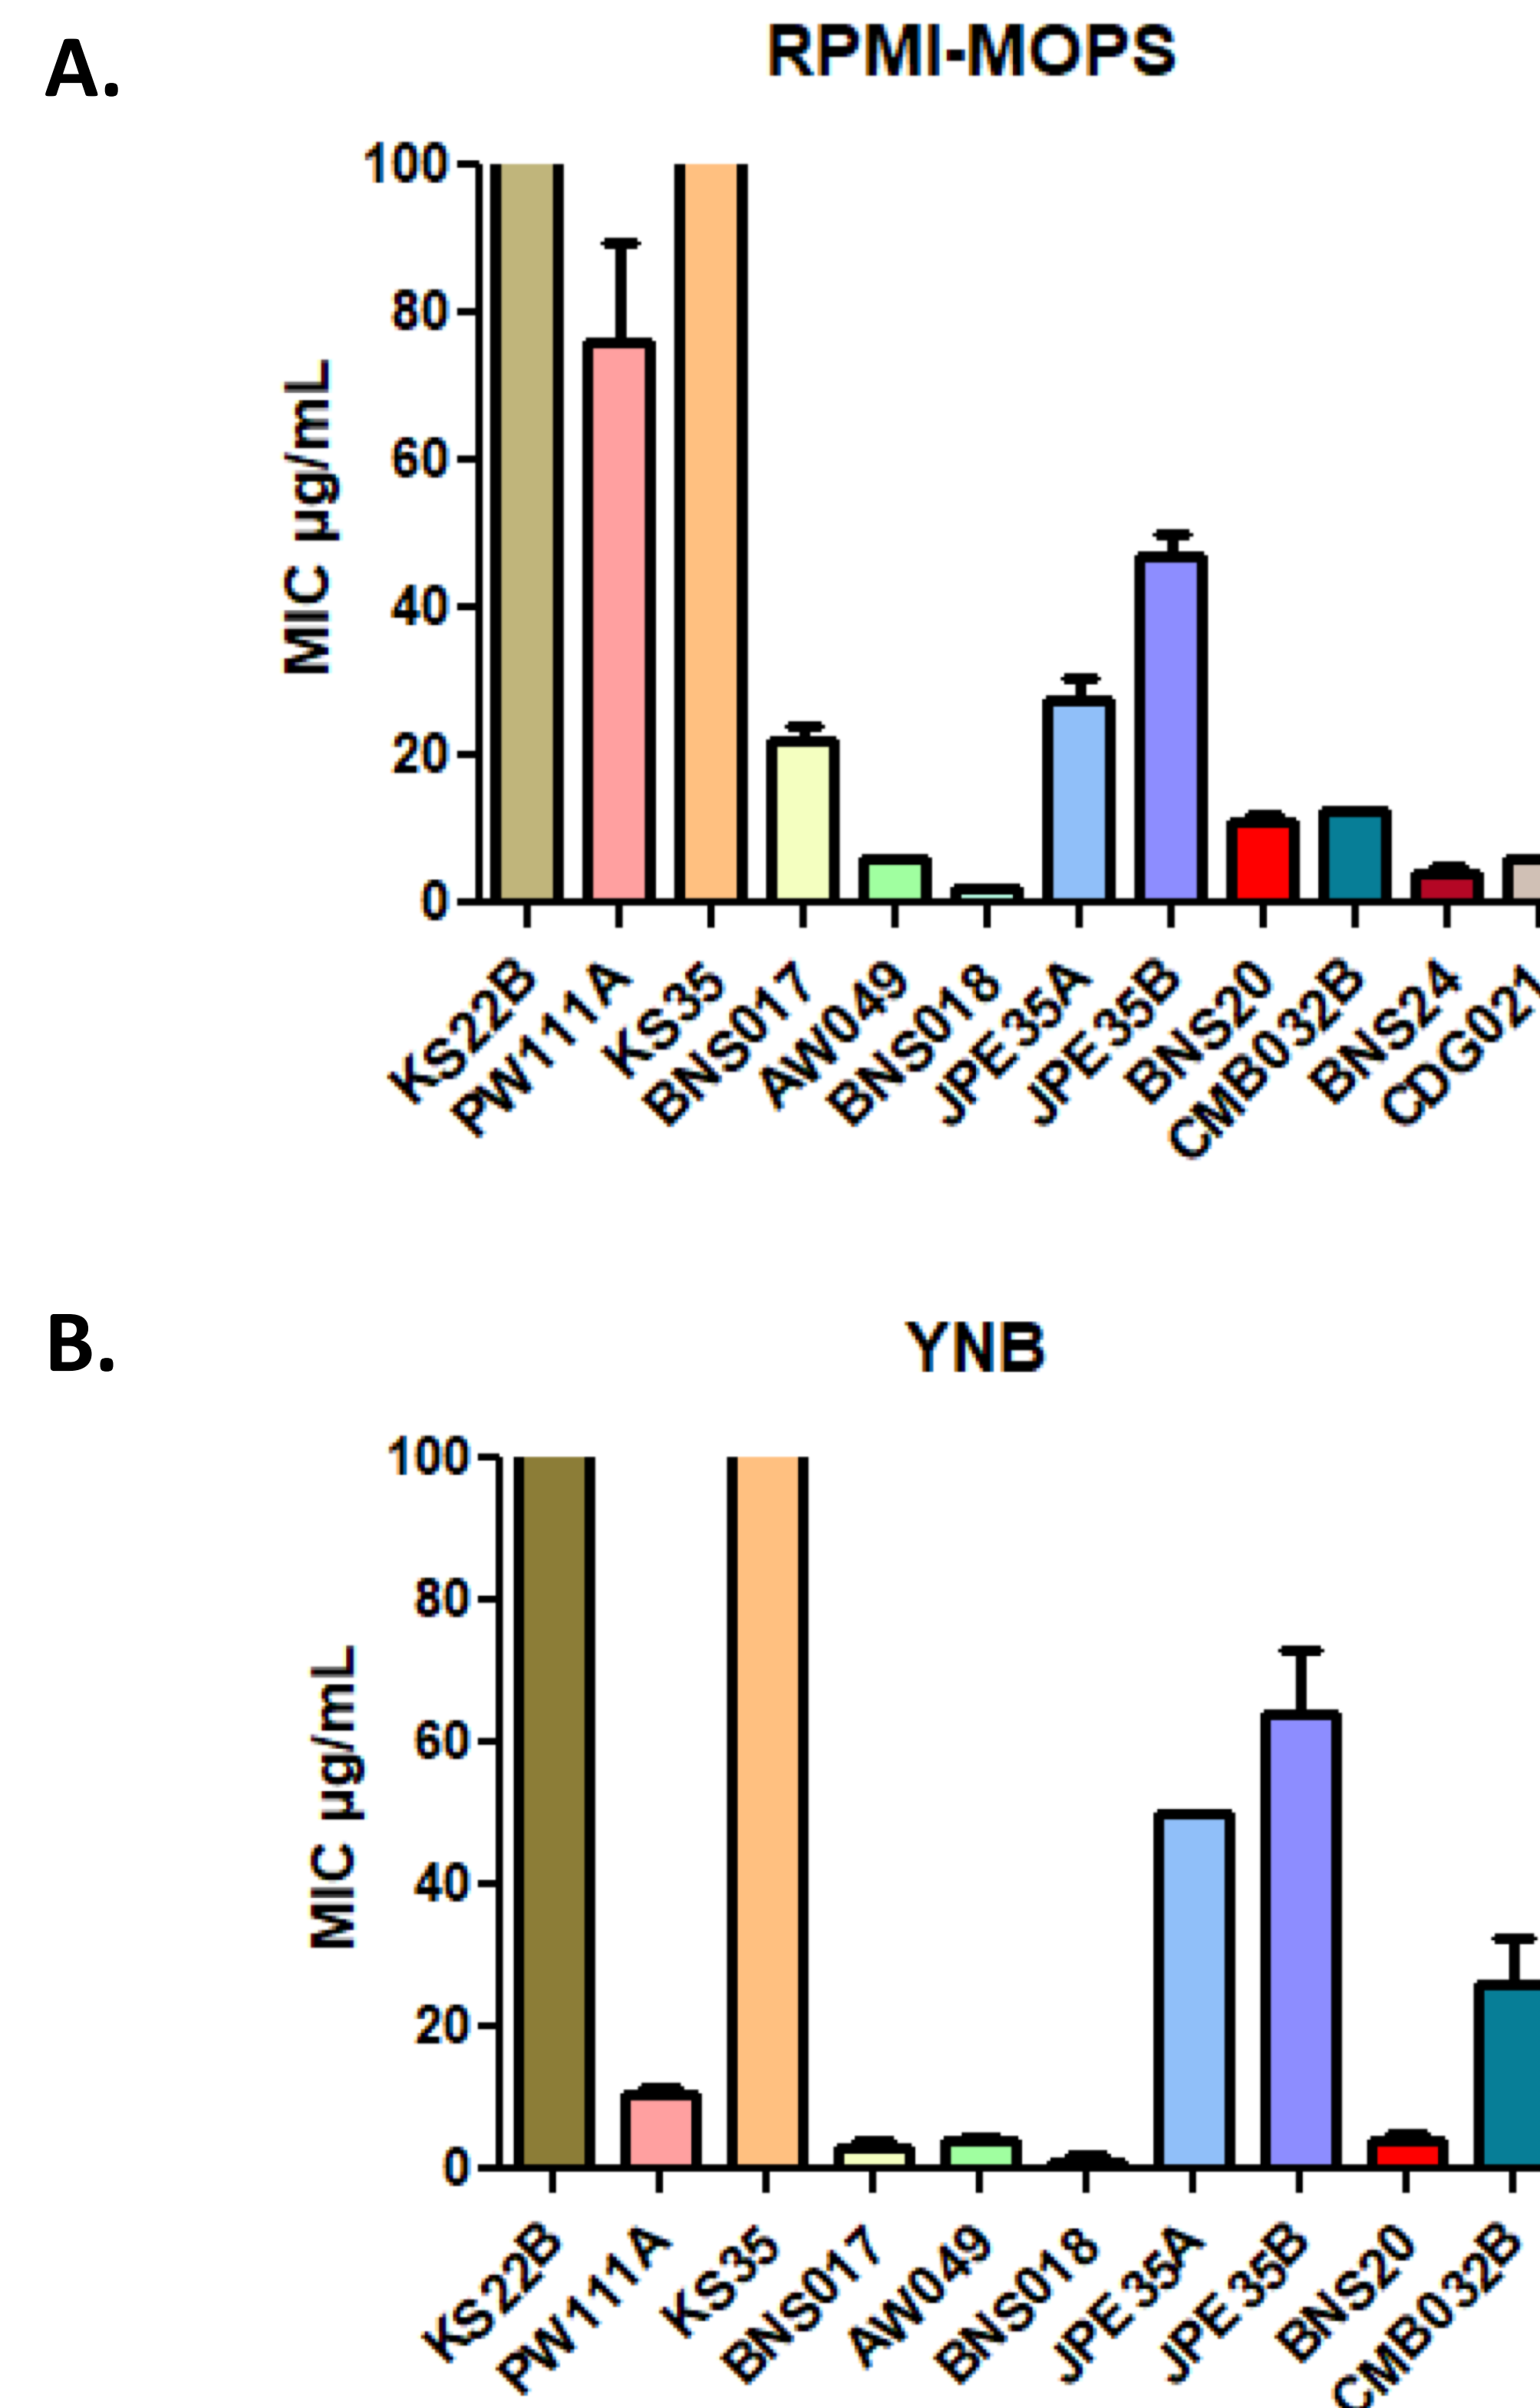 A.
RPMI-MOPS
100
80
60
40
20
0
MIC µg/mL
KS22B
PW111A
KS35
BNS017
AW049
BNS018
JPE35A
JPE35B
BNS20
CMB032B
BNS24
CDG021
B.
YNB
100
80
60
40
20
0
MIC µg/mL
KS22B
PW111A
KS35
BNS017
AW049
BNS018
JPE35A
JPE35B
BNS20
CMB032B